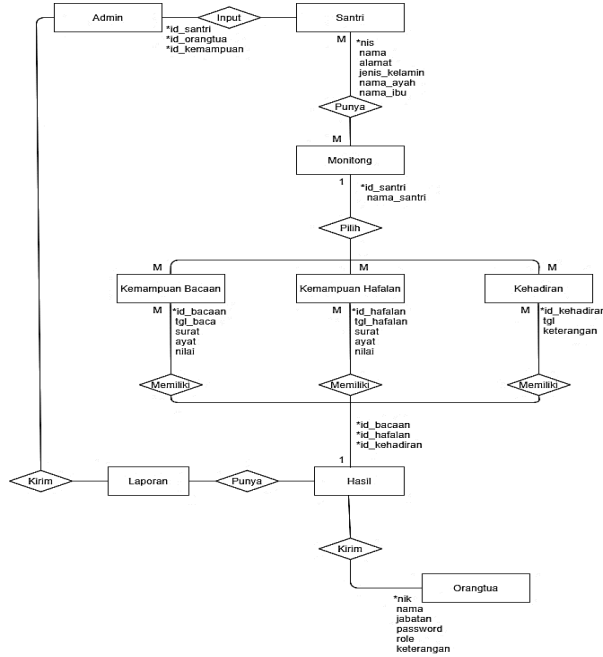 Admin
Input
Santri
*id_santri
*id_orangtua
*id_kemampuan
M
*nis
nama
alamat
jenis_kelamin
nama_ayah
nama_ibu
Punya
M
Monitong
1
*id_santri
nama_santri
Pilih
M
M
M
Kemampuan Bacaan
Kemampuan Hafalan
Kehadiran
M
*id_bacaan
tgl_baca
surat
ayat
nilai
M
*id_hafalan
tgl_hafalan
surat
ayat
nilai
M
*id_kehadiran
tgl
keterangan
Memiliki
Memiliki
Memiliki
*id_bacaan
*id_hafalan
*id_kehadiran
1
Kirim
Laporan
Punya
Hasil
Kirim
Orangtua
*nik
nama
jabatan
password
role
keterangan